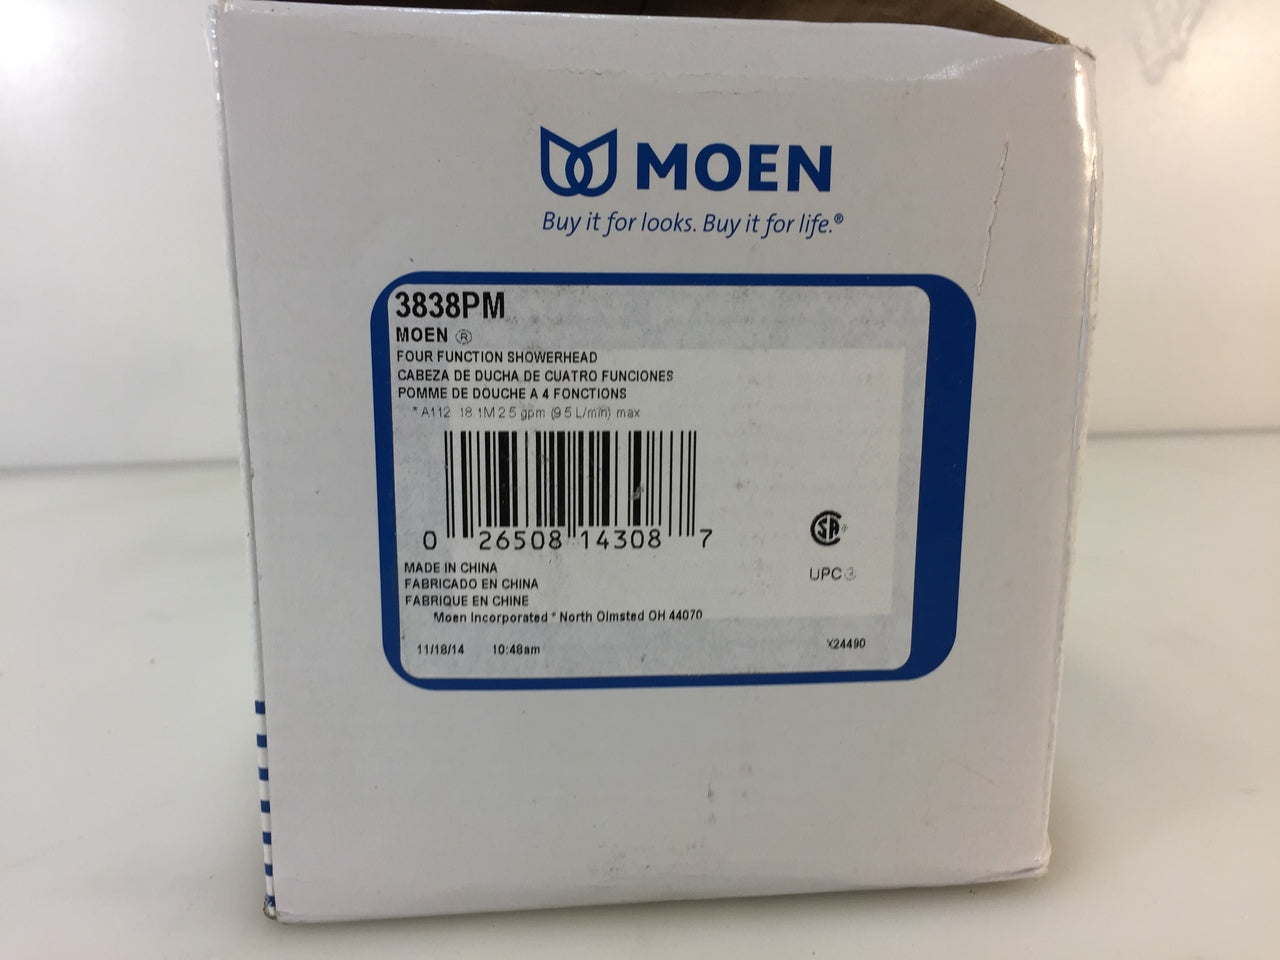 MOEN
Buy it for looks. Buy it for life.®
3838PM
MOEN ®
FOUR FUNCTION SHOWERHEAD
CABEZA DE DUCHA DE CUATRO FUNCIONES
POMME DE DOUCHE A 4 FONCTIONS
* A112 18 1M 2 5 gpm (9 5 L/min) max
0 26508 14308 7
SA
UPC
MADE IN CHINA
FABRICADO EN CHINA
FABRIQUE EN CHINE
Moen Incorporated * North Olmsted OH 44070
11/18/14 10:48am X24490